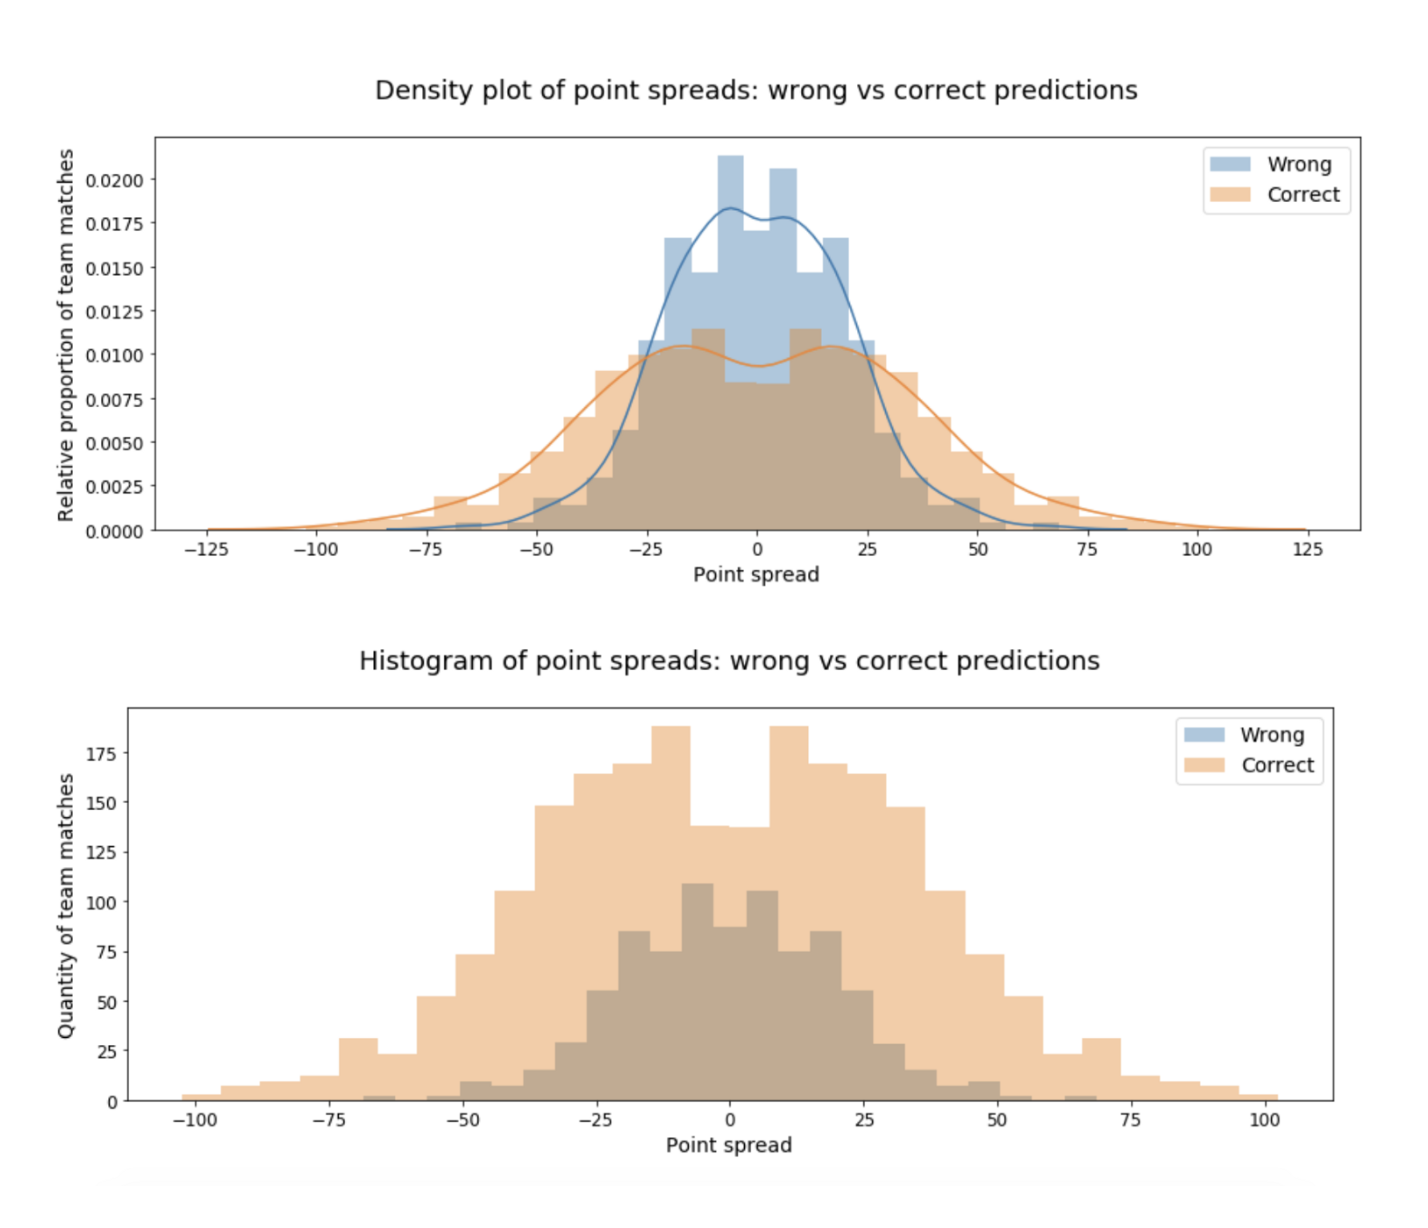 Density plot of point spreads: wrong vs correct predictions
Relative proportion of team matches
0.0200
0.0175
0.0150
0.0125
0.0100
0.0075
0.0050
0.0025
0.0000
Wrong
Correct
−125 −100 −75 −50 −25 0 25 50 75 100 125
Point spread
Histogram of point spreads: wrong vs correct predictions
Quantity of team matches
175
150
125
100
75
50
25
0
Wrong
Correct
−100 −75 −50 −25 0 25 50 75 100
Point spread